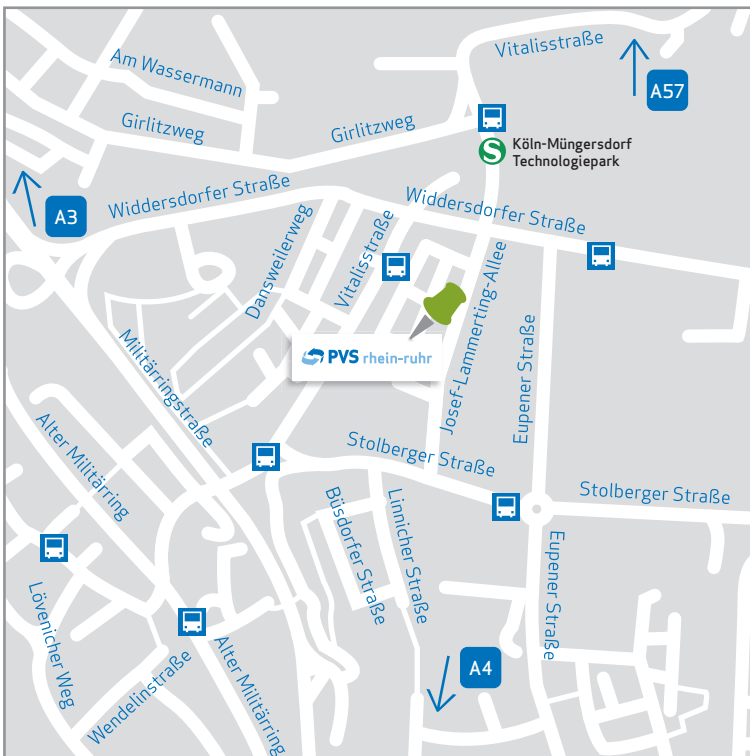 Vitalisstraße
Am Wassermann
A57
Girlitzweg
Girlitzweg
S
Köln-Müngersdorf
Technologiepark
Widdersdorfer Straße
Widdersdorfer Straße
A3
Dansweilerweg
Vitalisstraße
Josef-Lammerting-Allee
Eupener Straße
PVS rhein-ruhr
Militärringstraße
Alter Militärring
Stolberger Straße
Stolberger Straße
Büsdorfer Straße
Linnicher Straße
Eupener Straße
Lövenicher Weg
Wendelinstraße
Alter Militärring
A4